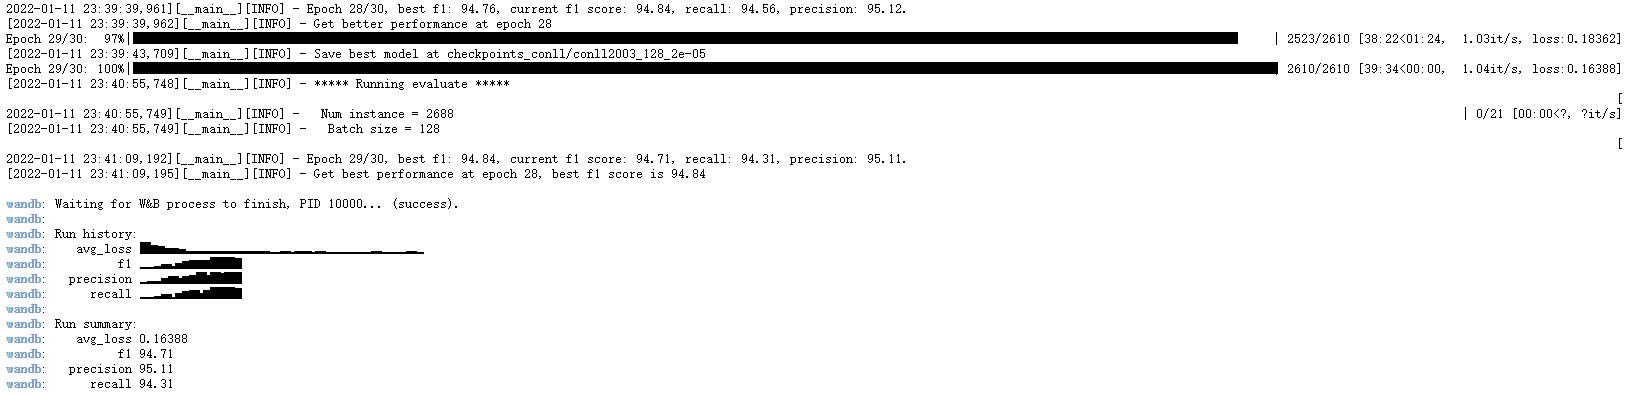 2022-01-11 23:39:39,961][__main__][INFO] - Epoch 28/30, best f1: 94.76, current f1 score: 94.84, recall: 94.56, precision: 95.12.
[2022-01-11 23:39:39,962][__main__][INFO] - Get better performance at epoch 28
Epoch 29/30:  97%| | 2523/2610 [38:22<01:24,  1.03it/s, loss:0.18362]
[2022-01-11 23:39:43,709][__main__][INFO] - Save best model at checkpoints_conll/conll2003_128_2e-05
Epoch 29/30: 100%| 2610/2610 [39:34<00:00,  1.04it/s, loss:0.16388]
[2022-01-11 23:40:55,748][__main__][INFO] - ***** Running evaluate *****
[
[2022-01-11 23:40:55,749][__main__][INFO] -   Num instance = 2688 | 0/21 [00:00<?, ?it/s]
[2022-01-11 23:40:55,749][__main__][INFO] -   Batch size = 128
[
[2022-01-11 23:41:09,192][__main__][INFO] - Epoch 29/30, best f1: 94.84, current f1 score: 94.71, recall: 94.31, precision: 95.11.
[2022-01-11 23:41:09,195][__main__][INFO] - Get best performance at epoch 28, best f1 score is 94.84
wandb: Waiting for W&B process to finish, PID 10000... (success).
wandb:
wandb: Run history:
wandb:    avg_loss
wandb:          f1
wandb:   precision
wandb:      recall
wandb:
wandb: Run summary:
wandb:    avg_loss 0.16388
wandb:          f1 94.71
wandb:   precision 95.11
wandb:      recall 94.31